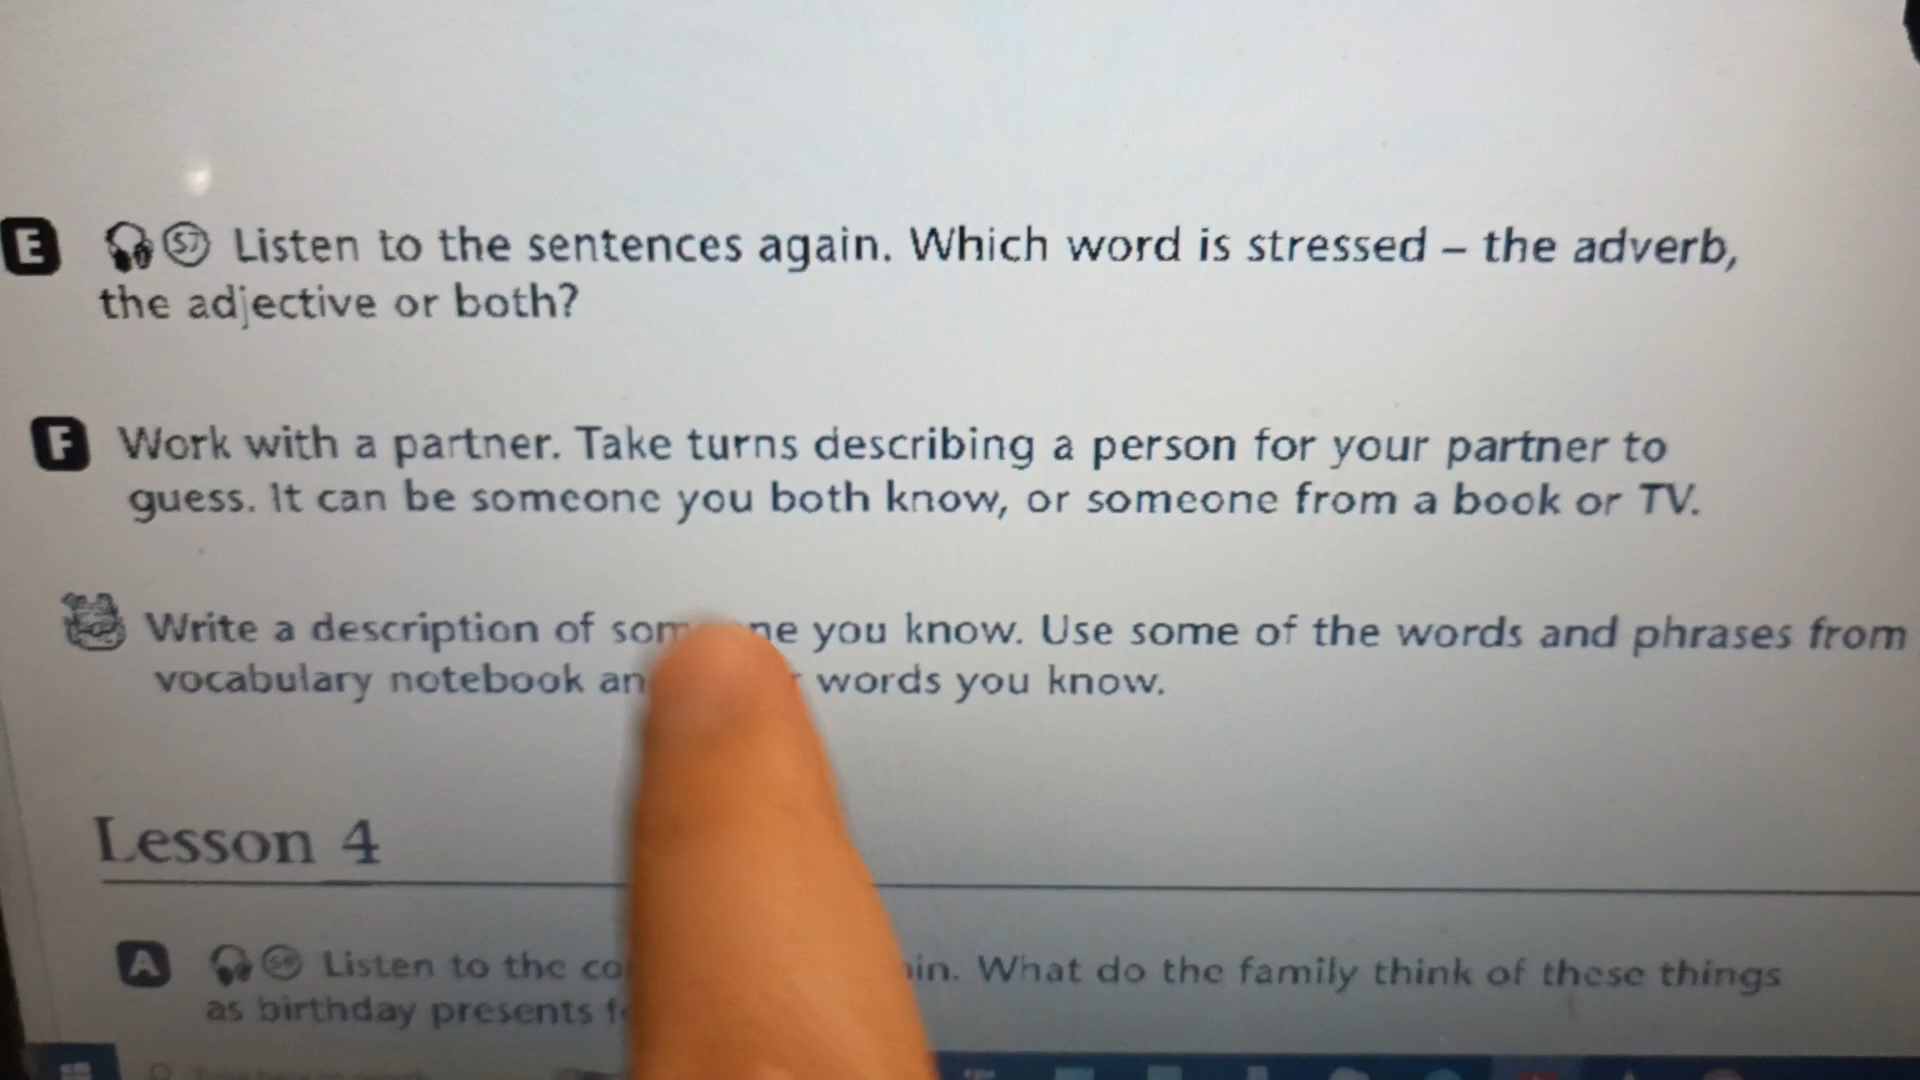 E 57 Listen to the sentences again. Which word is stressed – the adverb,
the adjective or both?
F Work with a partner. Take turns describing a person for your partner to
guess. It can be someone you both know, or someone from a book or TV.
Write a description of someone you know. Use some of the words and phrases from
vocabulary notebook words you know.
Lesson 4
A Listen to the What do the family think of these things
as birthday presents